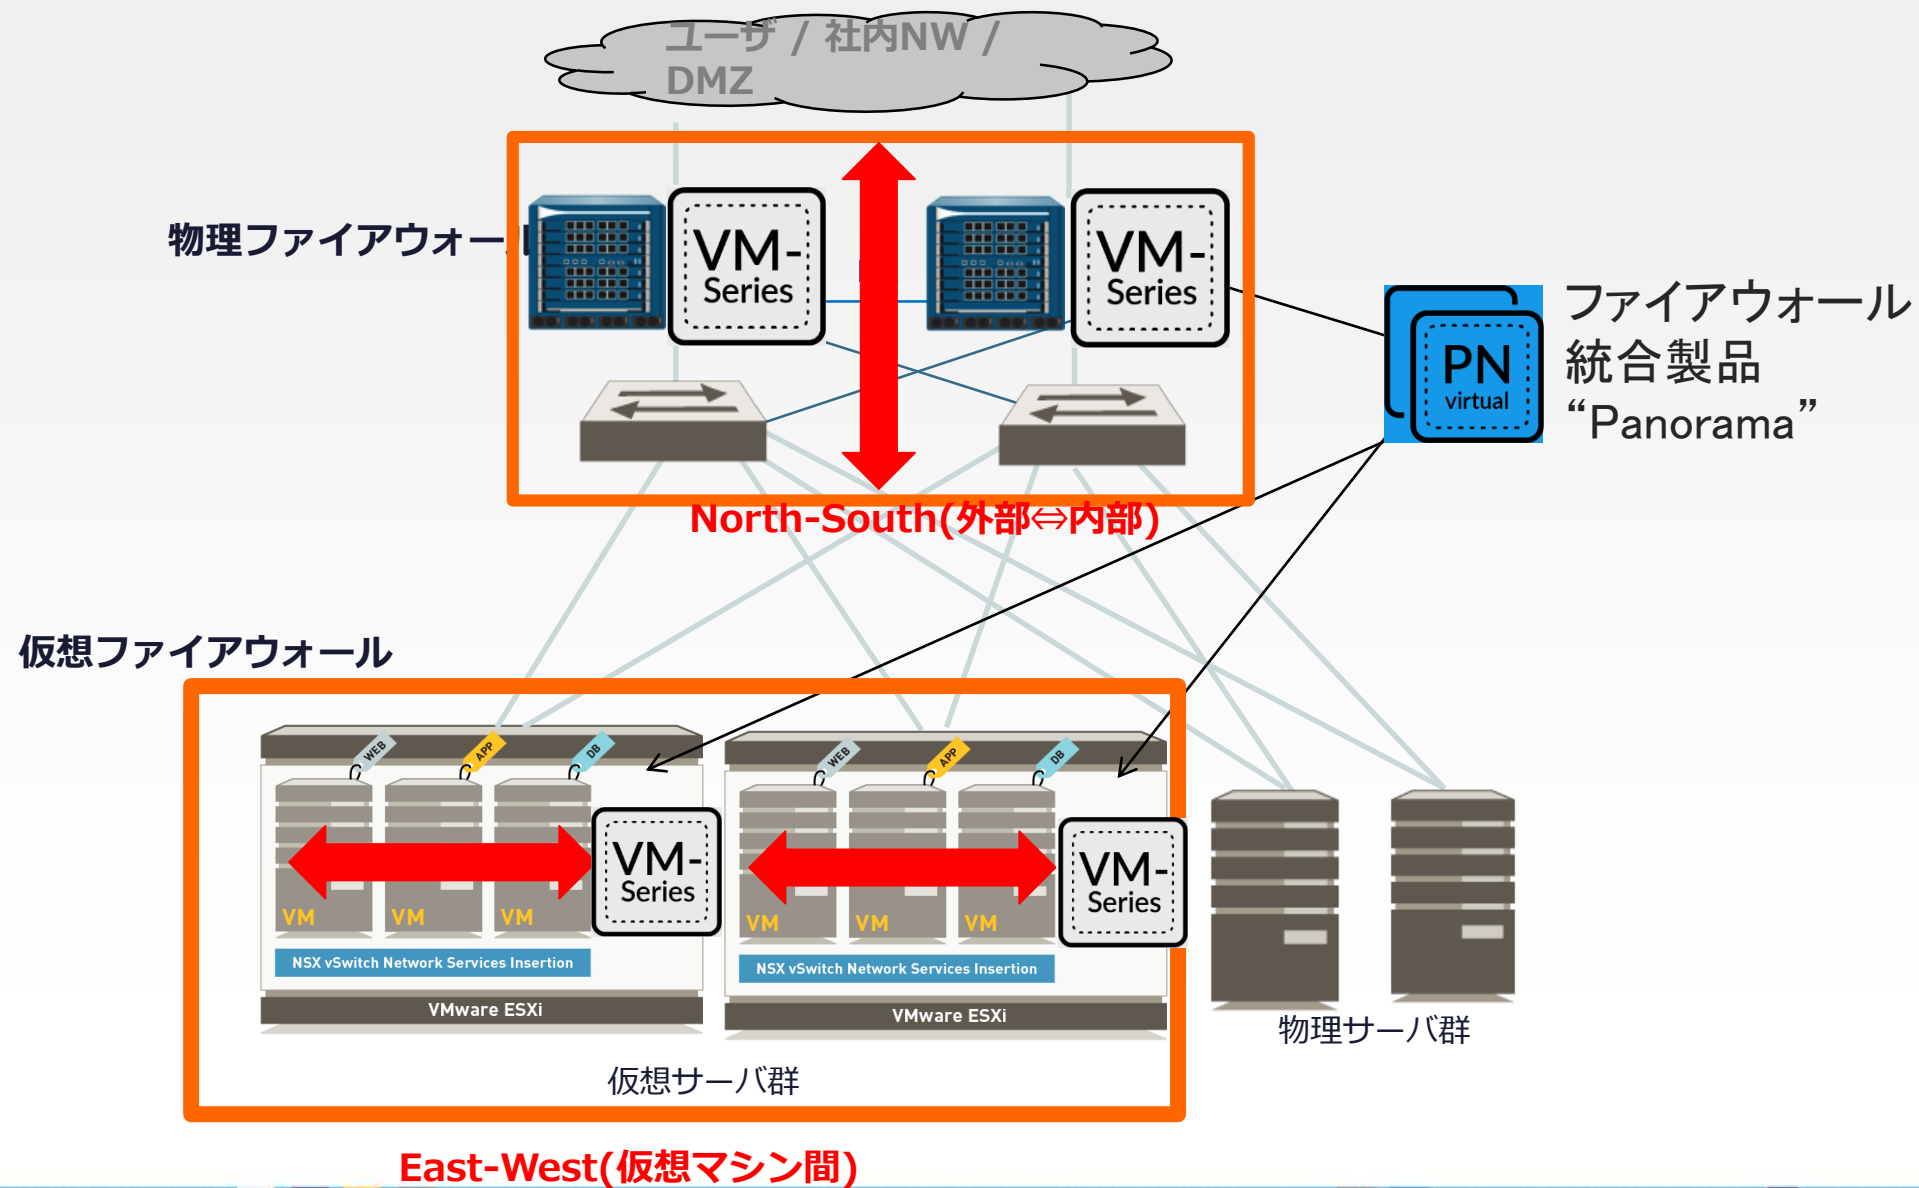 ユーザ / 社内NW /
DMZ
物理ファイアウォール
VM-
Series
VM-
Series
ファイアウォール
統合製品
“Panorama”
PN
virtual
North-South(外部⇔内部)
仮想ファイアウォール
WEB
APP
DB
WEB
APP
DB
VM-
Series
VM-
Series
VM
VM
VM
VM
VM
VM
NSX vSwitch Network Services Insertion
NSX vSwitch Network Services Insertion
VMware ESXi
VMware ESXi
物理サーバ群
仮想サーバ群
East-West(仮想マシン間)